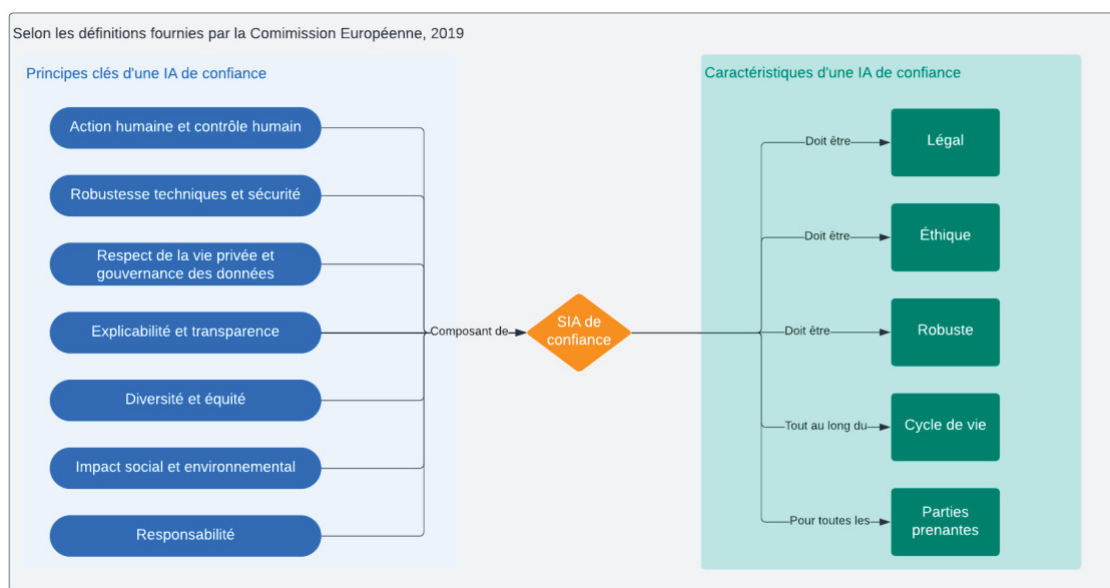 Selon les définitions fournies par la Comimission Européenne, 2019
Principes clés d'une IA de confiance
Action humaine et contrôle humain
Robustesse techniques et sécurité
Respect de la vie privée et
gouvernance des données
Explicabilité et transparence
Diversité et équité
Impact social et environnemental
Responsabilité
Composant de
SIA de
confiance
Caractéristiques d'une IA de confiance
Doit être
Légal
Doit être
Éthique
Doit être
Robuste
Tout au long du
Cycle de vie
Pour toutes les
Parties
prenantes